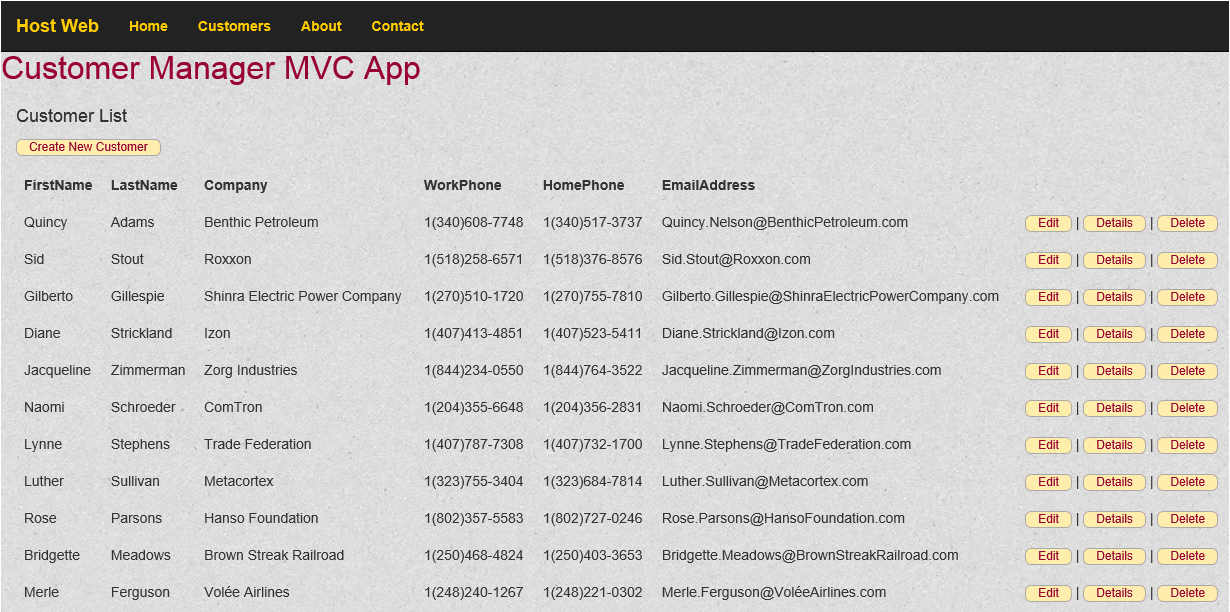 Host Web Home Customers About Contact
Customer Manager MVC App
Customer List
Create New Customer
FirstName LastName Company WorkPhone HomePhone EmailAddress
Quincy Adams Benthic Petroleum 1(340)608-7748 1(340)517-3737 Quincy.Nelson@BenthicPetroleum.com Edit | Details | Delete
Sid Stout Roxxon 1(518)258-6571 1(518)376-8576 Sid.Stout@Roxxon.com Edit | Details | Delete
Gilberto Gillespie Shinra Electric Power Company 1(270)510-1720 1(270)755-7810 Gilberto.Gillespie@ShinraElectricPowerCompany.com Edit | Details | Delete
Diane Strickland Izon 1(407)413-4851 1(407)523-5411 Diane.Strickland@Izon.com Edit | Details | Delete
Jacqueline Zimmerman Zorg Industries 1(844)234-0550 1(844)764-3522 Jacqueline.Zimmerman@ZorgIndustries.com Edit | Details | Delete
Naomi Schroeder ComTron 1(204)355-6648 1(204)356-2831 Naomi.Schroeder@ComTron.com Edit | Details | Delete
Lynne Stephens Trade Federation 1(407)787-7308 1(407)732-1700 Lynne.Stephens@TradeFederation.com Edit | Details | Delete
Luther Sullivan Metacortex 1(323)755-3404 1(323)684-7814 Luther.Sullivan@Metacortex.com Edit | Details | Delete
Rose Parsons Hanso Foundation 1(802)357-5583 1(802)727-0246 Rose.Parsons@HansoFoundation.com Edit | Details | Delete
Bridgette Meadows Brown Streak Railroad 1(250)468-4824 1(250)403-3653 Bridgette.Meadows@BrownStreakRailroad.com Edit | Details | Delete
Merle Ferguson Volée Airlines 1(248)240-1267 1(248)221-0302 Merle.Ferguson@VoléeAirlines.com Edit | Details | Delete